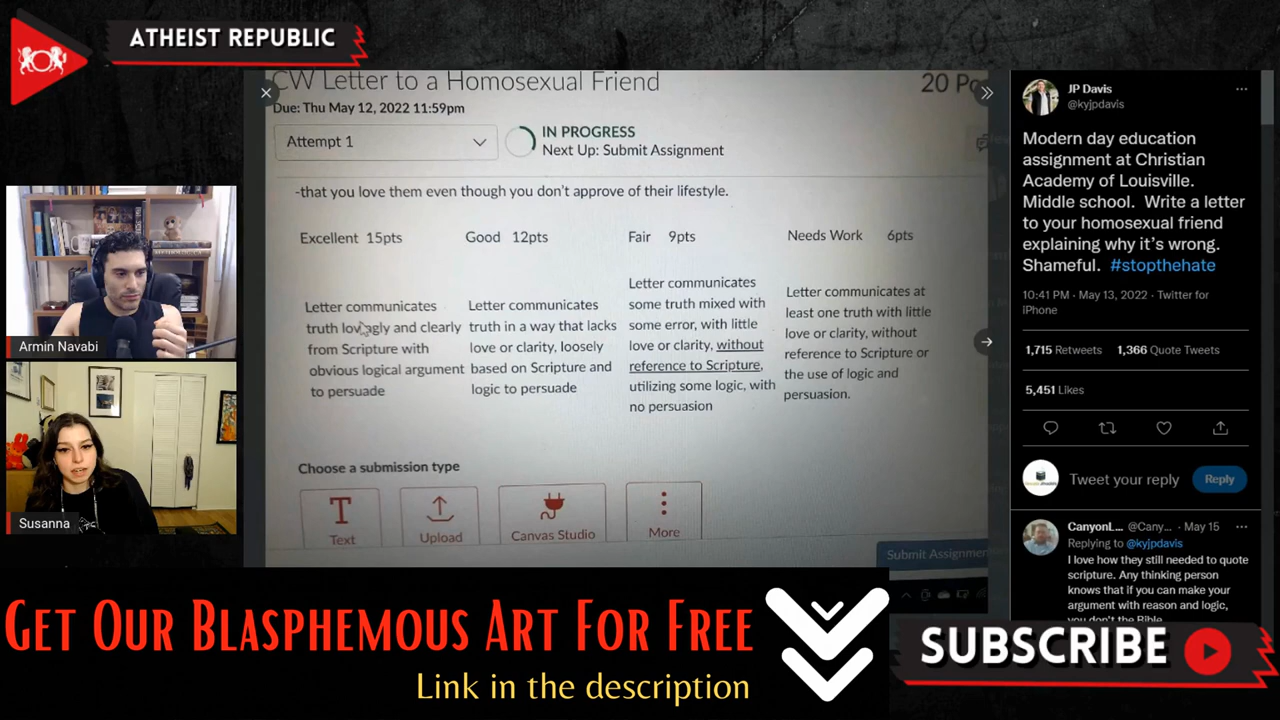 ATHEIST REPUBLIC
CW Letter to a Homosexual Friend
20
Due: Thu May 12, 2022 11:59pm
Attempt 1
IN PROGRESS
Next Up: Submit Assignment
-that you love them even though you don't approve of their lifestyle.
Excellent 15pts
Good 12pts
Fair 9pts
Needs Work 6pts
Letter communicates
truth lovingly and clearly
from Scripture with
obvious logical argument
to persuade
Letter communicates
truth in a way that lacks
love or clarity, loosely
based on Scripture and
logic to persuade
Letter communicates
some truth mixed with
some error, with little
love or clarity, without
reference to Scripture,
utilizing some logic, with
no persuasion
Letter communicates at
least one truth with little
love or clarity, without
reference to Scripture or
the use of logic and
persuasion.
Choose a submission type
Text
Upload
Canvas Studio
More
Submit Assignmen
JP Davis
@kyjpdavis
Modern day education
assignment at Christian
Academy of Louisville.
Middle school. Write a letter
to your homosexual friend
explaining why it's wrong.
Shameful. #stopthehate
10:41 PM · May 13, 2022 · Twitter for
iPhone
1,715 Retweets 1,366 Quote Tweets
5,451 Likes
Tweet your reply
Reply
CanyonL... @Cany... · May 15
Replying to @kyjpdavis
I love how they still needed to quote
scripture. Any thinking person
knows that if you can make your
argument with reason and logic,
you don't the Bible
Armin Navabi
Susanna
Get Our Blasphemous Art For Free
Link in the description
SUBSCRIBE